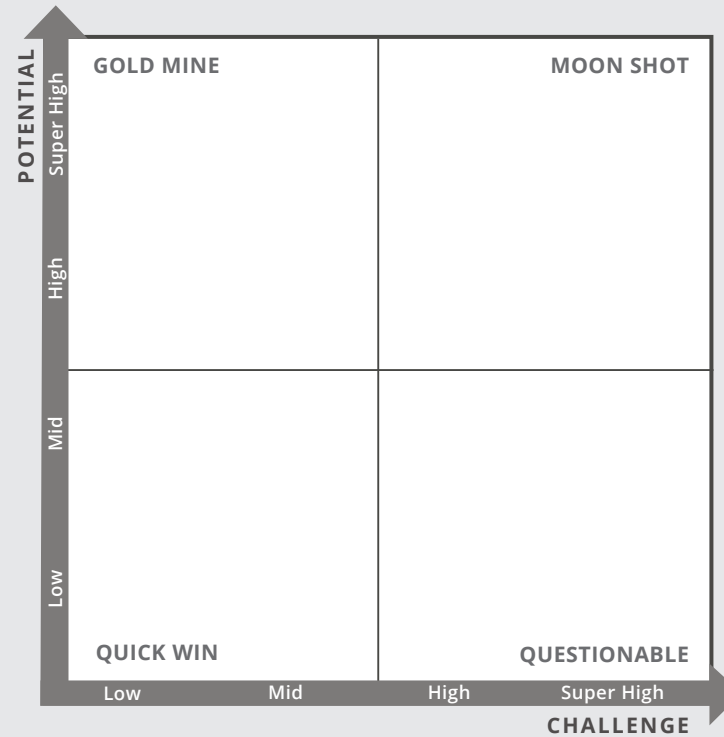 POTENTIAL
Super High
High
Mid
Low
GOLD MINE
MOON SHOT
QUICK WIN
QUESTIONABLE
Low
Mid
High
Super High
CHALLENGE